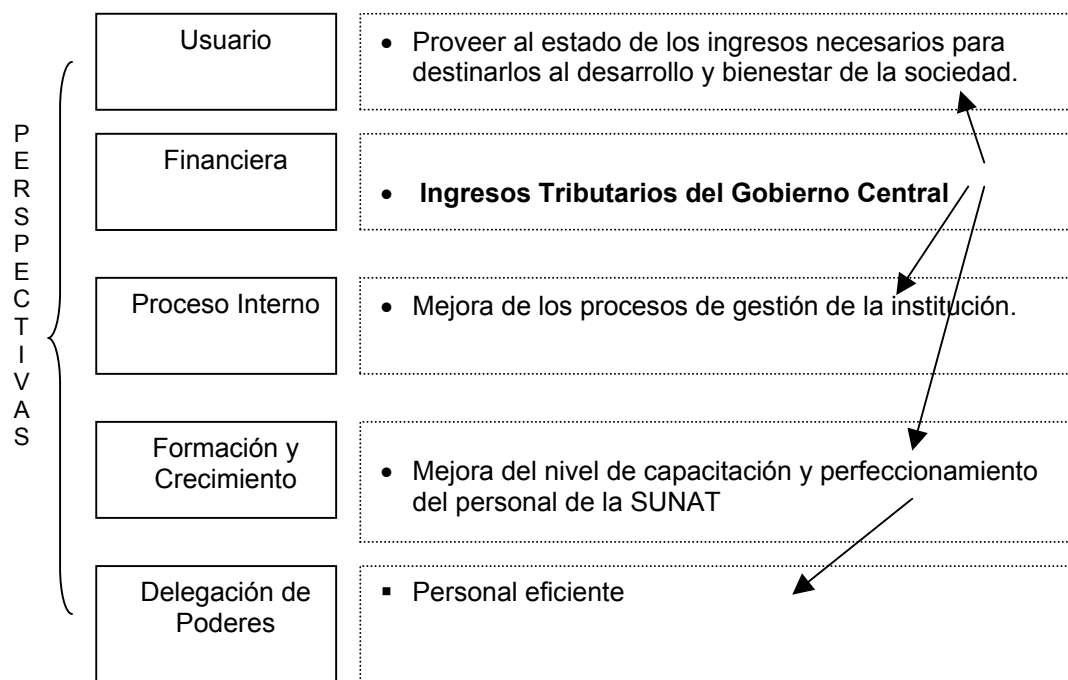 PERSPECTIVAS
Usuario
• Proveer al estado de los ingresos necesarios para
destinarlos al desarrollo y bienestar de la sociedad.
Financiera
• Ingresos Tributarios del Gobierno Central
Proceso Interno
• Mejora de los procesos de gestión de la institución.
Formación y
Crecimiento
• Mejora del nivel de capacitación y perfeccionamiento
del personal de la SUNAT
Delegación de
Poderes
▪ Personal eficiente